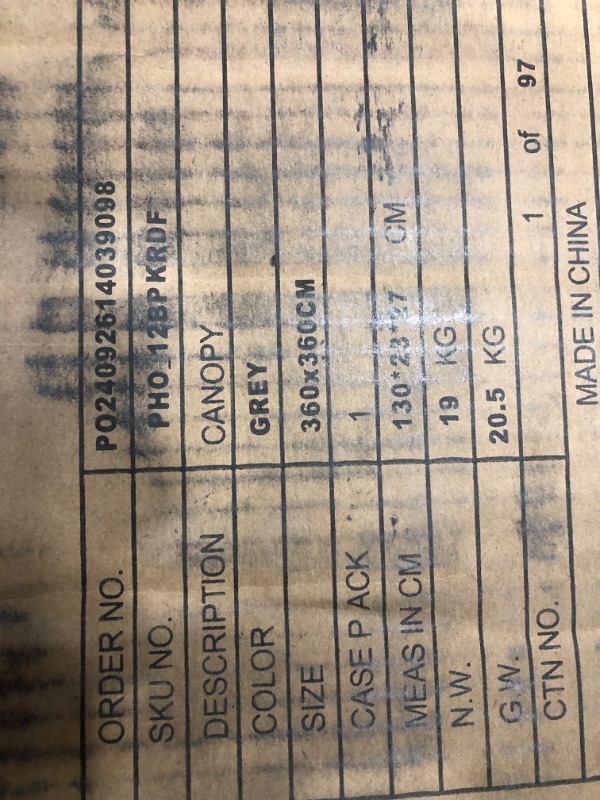 ORDER NO. PO24092614039098
SKU NO. PHO_12BPKRDF
DESCRIPTION CANOPY
COLOR GREY
SIZE 360x360CM
CASE P ACK 1
MEAS IN CM 130*23*27 CM
N.W. 19 KG
G.W. 20.5 KG
CTN NO. 1 of 97
MADE IN CHINA